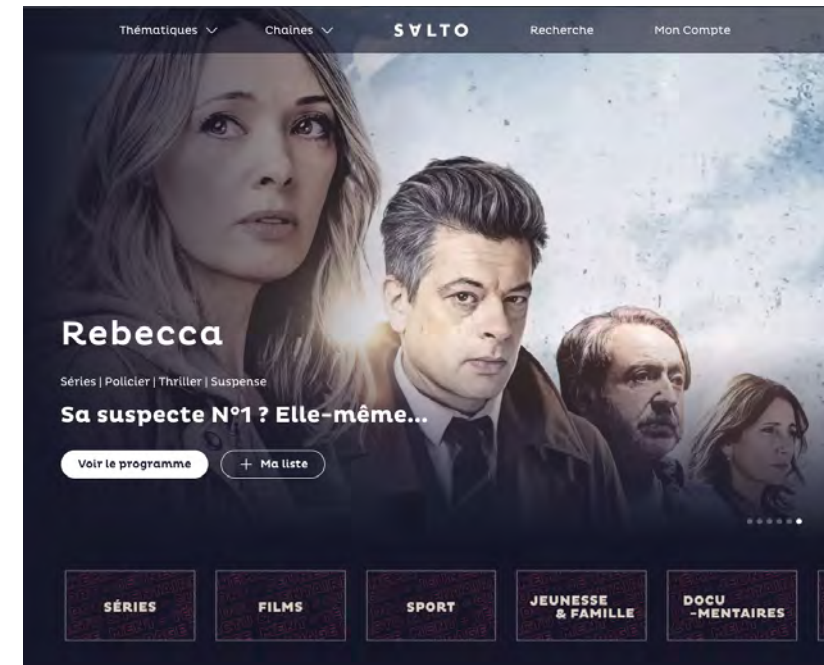 Thématiques
Chaînes
SALTO
Recherche
Mon Compte
Rebecca
Séries | Policier | Thriller | Suspense
Sa suspecte N°1 ? Elle-même...
Voir le programme
+ Ma liste
SÉRIES
FILMS
SPORT
JEUNESSE
& FAMILLE
DOCU
-MENTAIRES